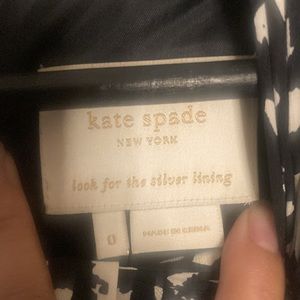 kate spade
NEW YORK
look for the silver lining
0
MADE IN CHINA